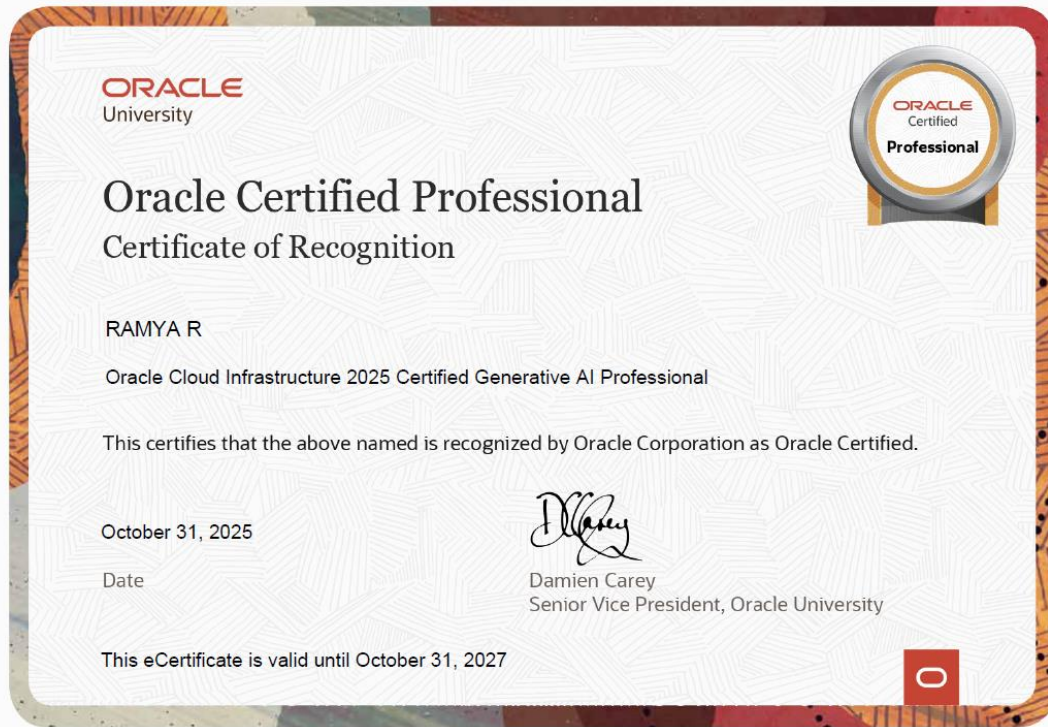 ORACLE
University
ORACLE
Certified
Professional
Oracle Certified Professional
Certificate of Recognition
RAMYA R
Oracle Cloud Infrastructure 2025 Certified Generative AI Professional
This certifies that the above named is recognized by Oracle Corporation as Oracle Certified.
October 31, 2025
Date
DCarey
Damien Carey
Senior Vice President, Oracle University
This eCertificate is valid until October 31, 2027